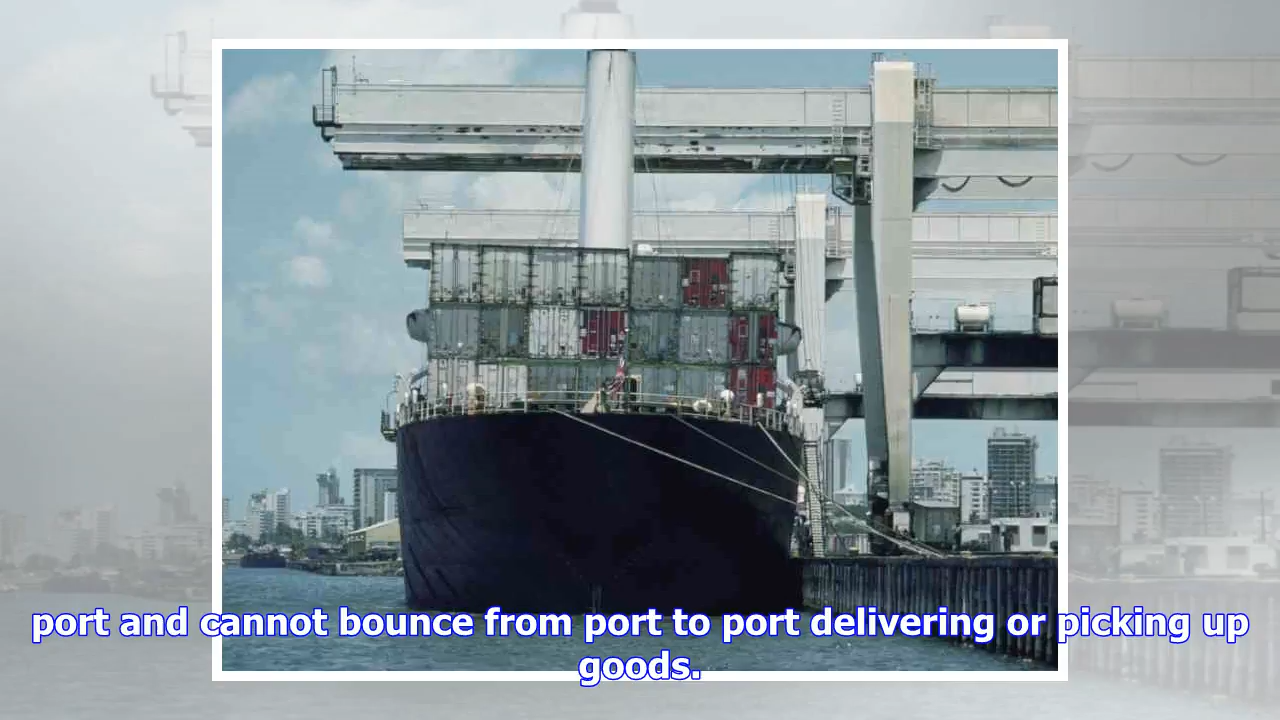 port and cannot bounce from port to port delivering or picking up
goods.